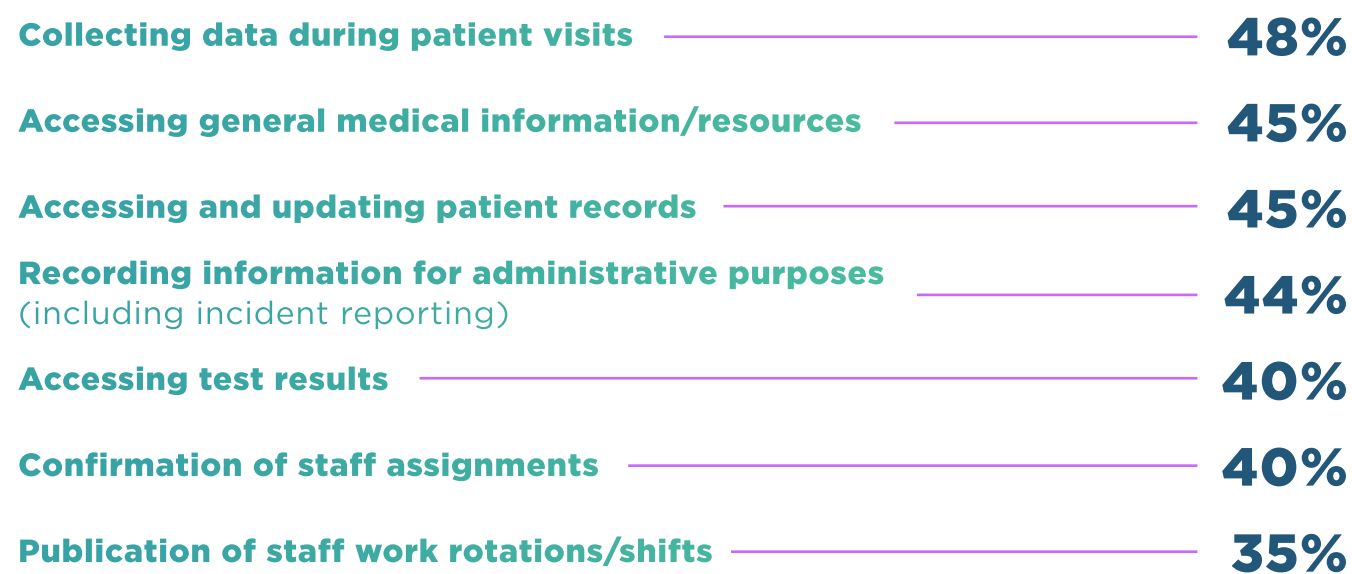 Collecting data during patient visits 48%
Accessing general medical information/resources 45%
Accessing and updating patient records 45%
Recording information for administrative purposes
(including incident reporting) 44%
Accessing test results 40%
Confirmation of staff assignments 40%
Publication of staff work rotations/shifts 35%